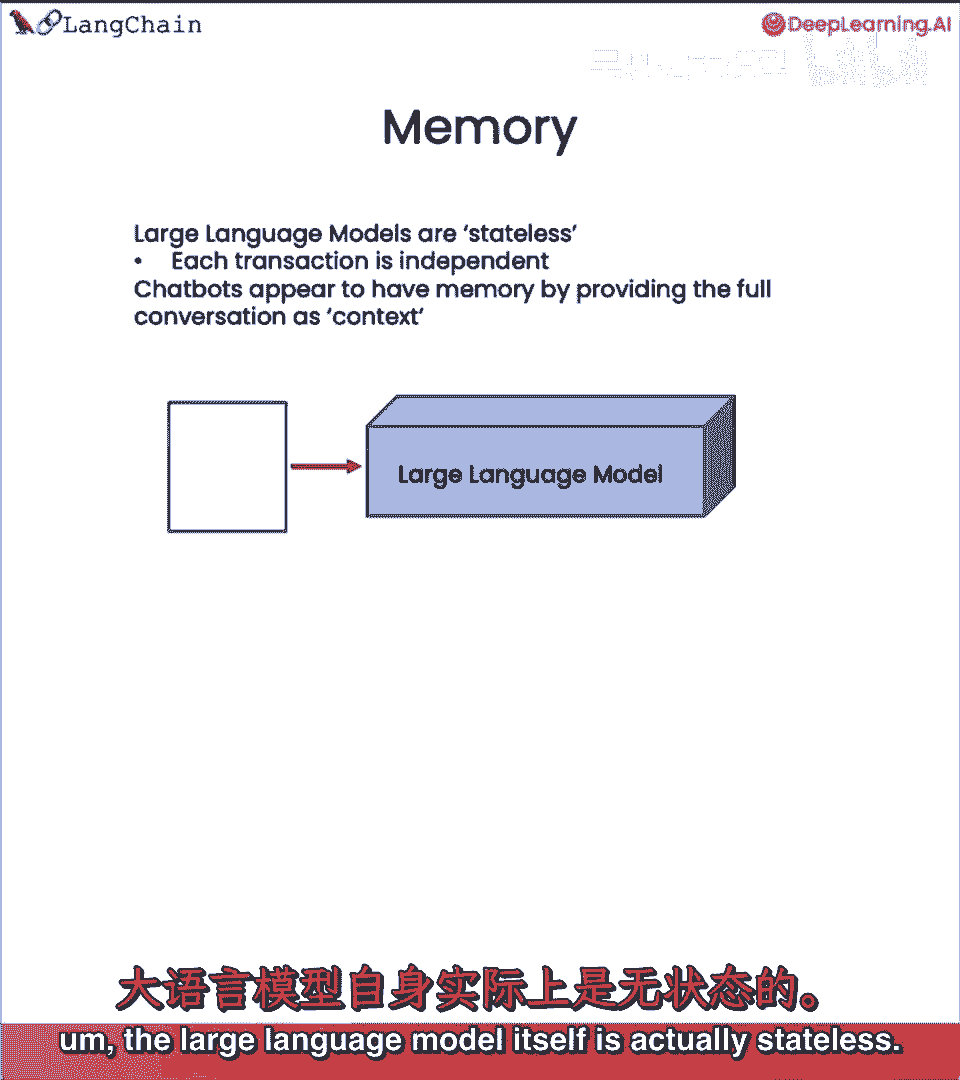 LangChain
DeepLearning.AI
Memory
Large Language Models are ‘stateless’
• Each transaction is independent
Chatbots appear to have memory by providing the full
conversation as ‘context’
Large Language Model
大语言模型自身实际上是无状态的。
um, the large language model itself is actually stateless.